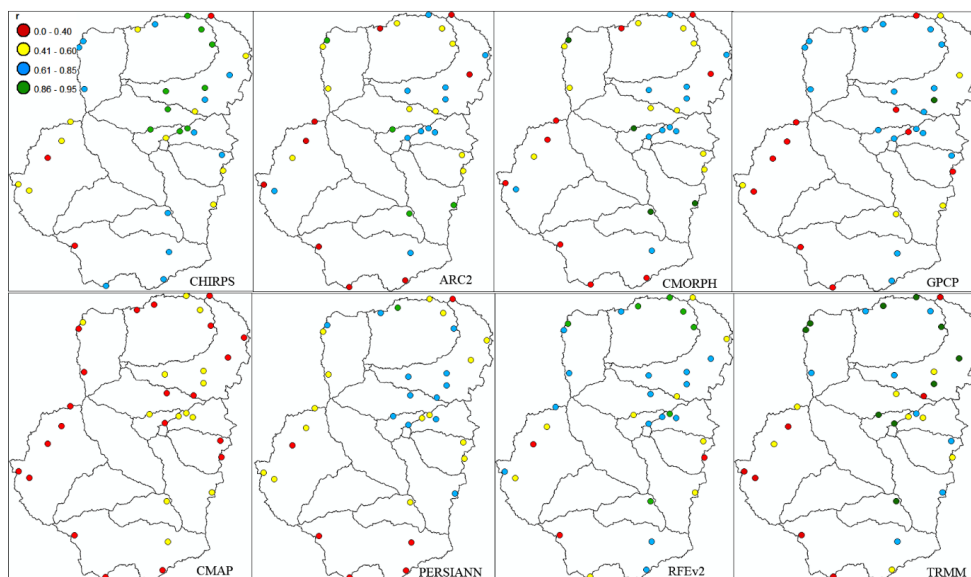 r
0.0 - 0.40
0.41 - 0.60
0.61 - 0.85
0.86 - 0.95
CHIRPS
ARC2
CMORPH
GPCP
CMAP
PERSIANN
RFEv2
TRMM